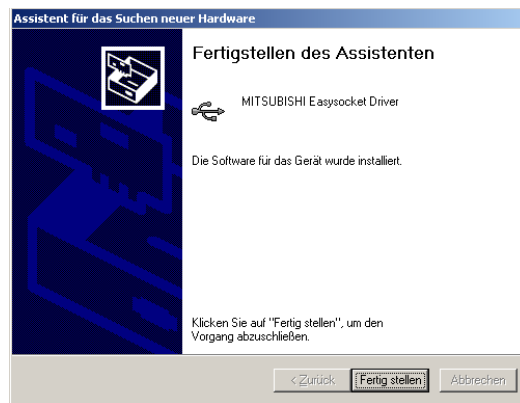 Assistent für das Suchen neuer Hardware
Fertigstellen des Assistenten
MITSUBISHI Easysocket Driver
Die Software für das Gerät wurde installiert.
Klicken Sie auf "Fertig stellen", um den
Vorgang abzuschließen.
< Zurück Fertig stellen Abbrechen